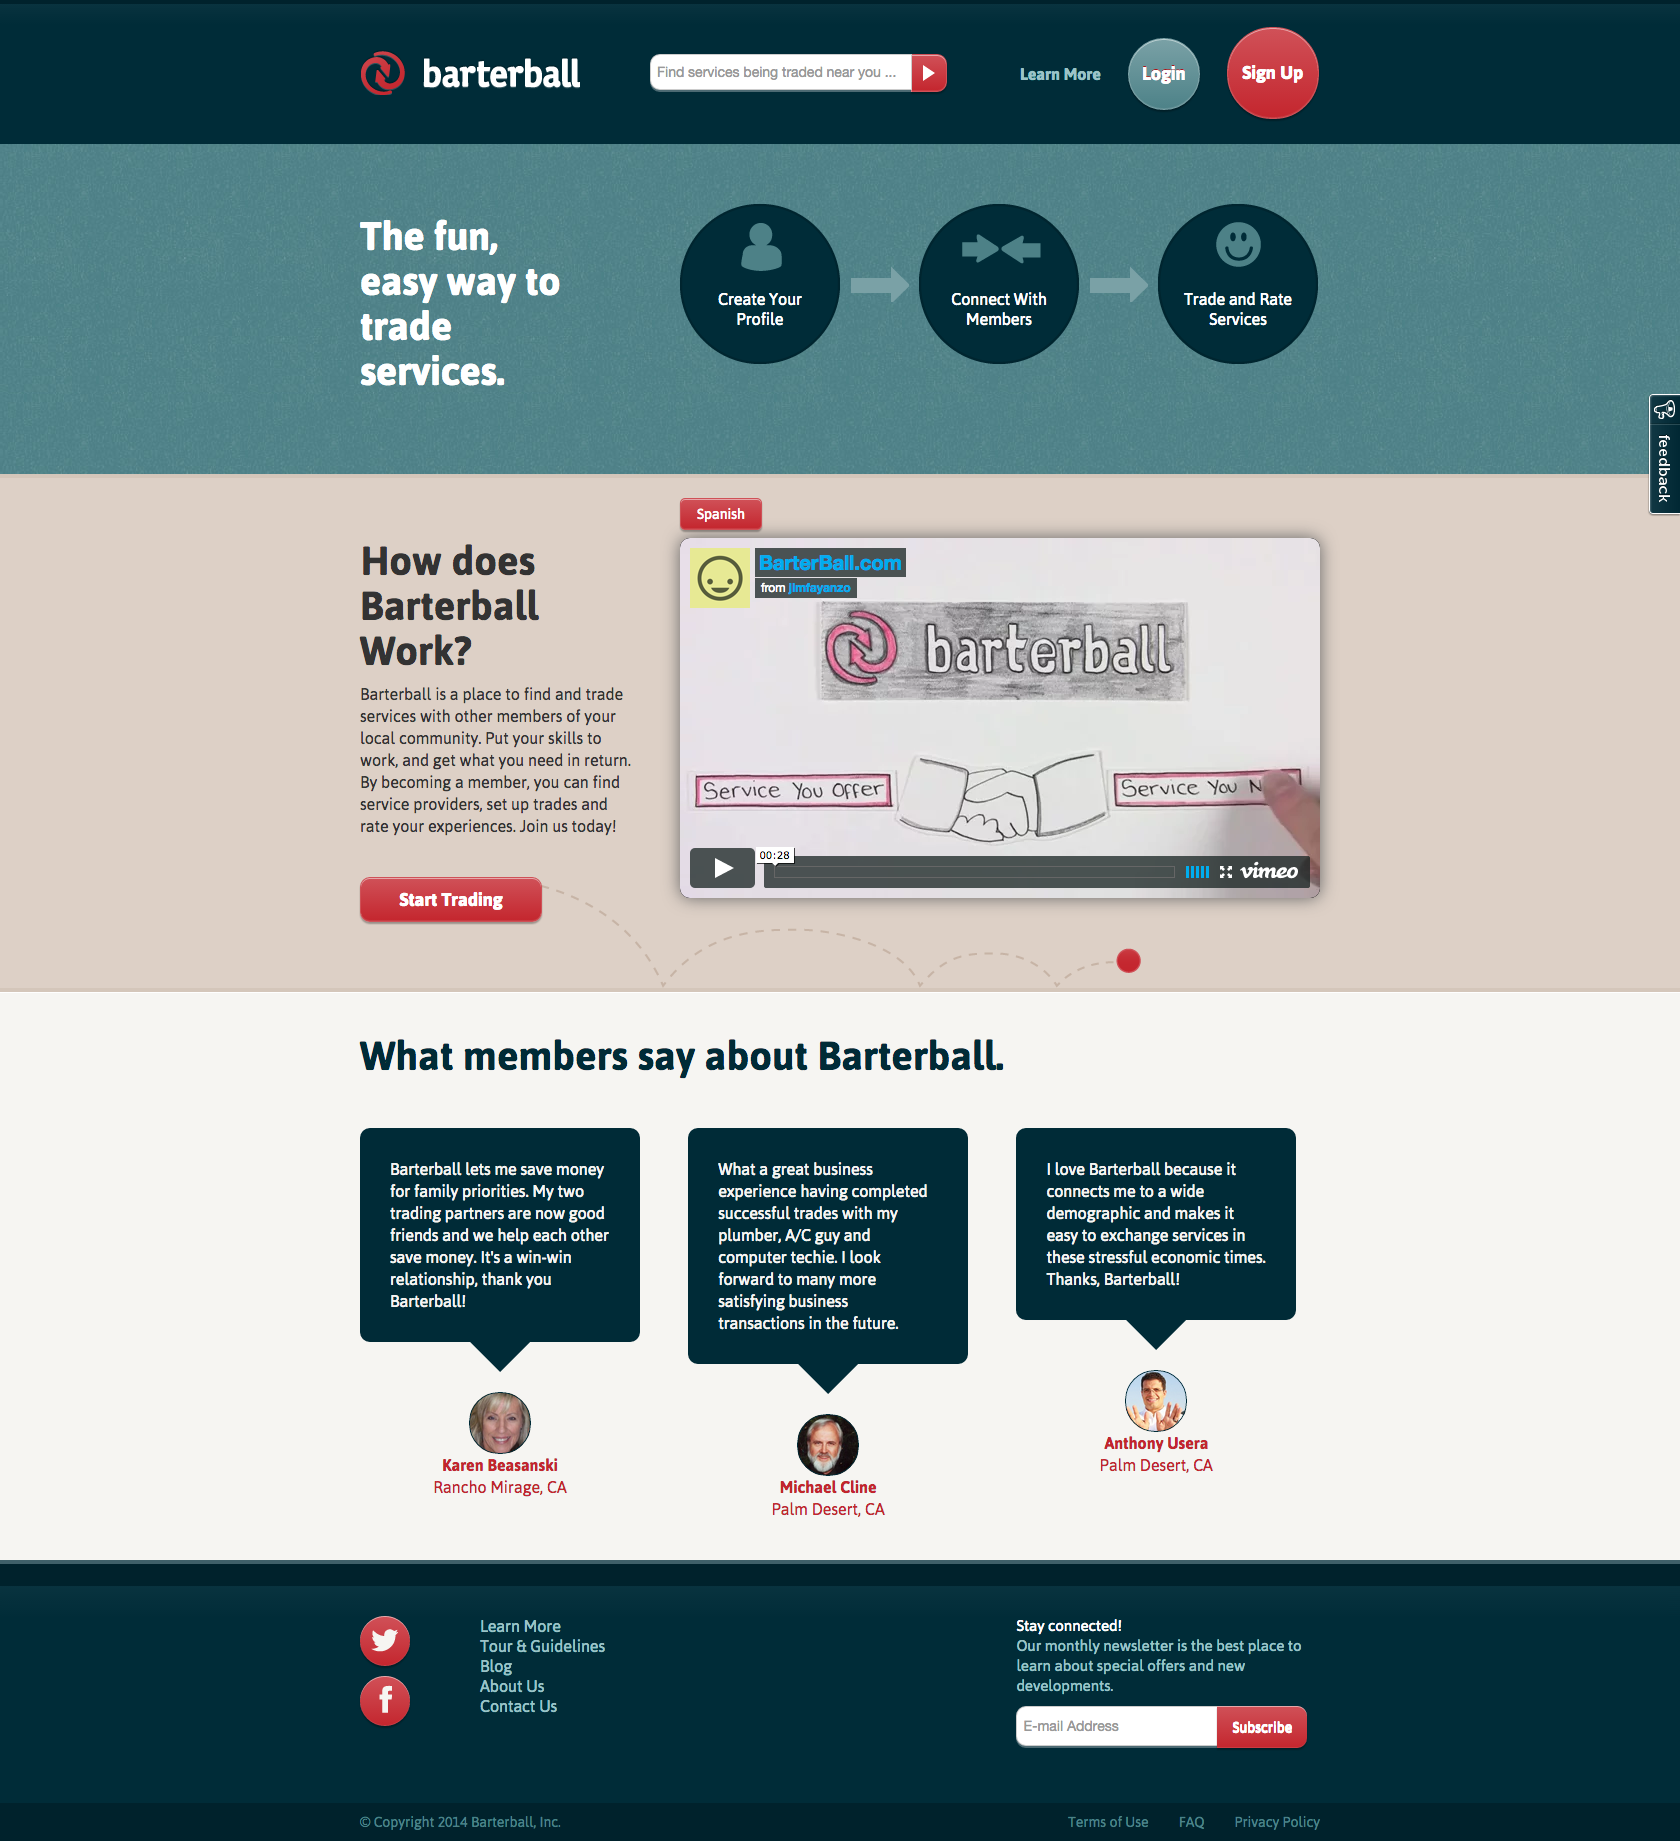 barterball
Find services being traded near you ...
Learn More
Login
Sign Up
The fun,
easy way to
trade
services.
Create Your
Profile
Connect With
Members
Trade and Rate
Services
feedback
Spanish
How does
Barterball
Work?
Barterball is a place to find and trade
services with other members of your
local community. Put your skills to
work, and get what you need in return.
By becoming a member, you can find
service providers, set up trades and
rate your experiences. Join us today!
Start Trading
BarterBall.com
from jimfayanzo
barterball
Service You Offer
Service You N
00:28
vimeo
What members say about Barterball.
Barterball lets me save money
for family priorities. My two
trading partners are now good
friends and we help each other
save money. It's a win-win
relationship, thank you
Barterball!
Karen Beasanski
Rancho Mirage, CA
What a great business
experience having completed
successful trades with my
plumber, A/C guy and
computer techie. I look
forward to many more
satisfying business
transactions in the future.
Michael Cline
Palm Desert, CA
I love Barterball because it
connects me to a wide
demographic and makes it
easy to exchange services in
these stressful economic times.
Thanks, Barterball!
Anthony Usera
Palm Desert, CA
Learn More
Tour & Guidelines
Blog
About Us
Contact Us
Stay connected!
Our monthly newsletter is the best place to
learn about special offers and new
developments.
E-mail Address
Subscribe
© Copyright 2014 Barterball, Inc.
Terms of Use
FAQ
Privacy Policy